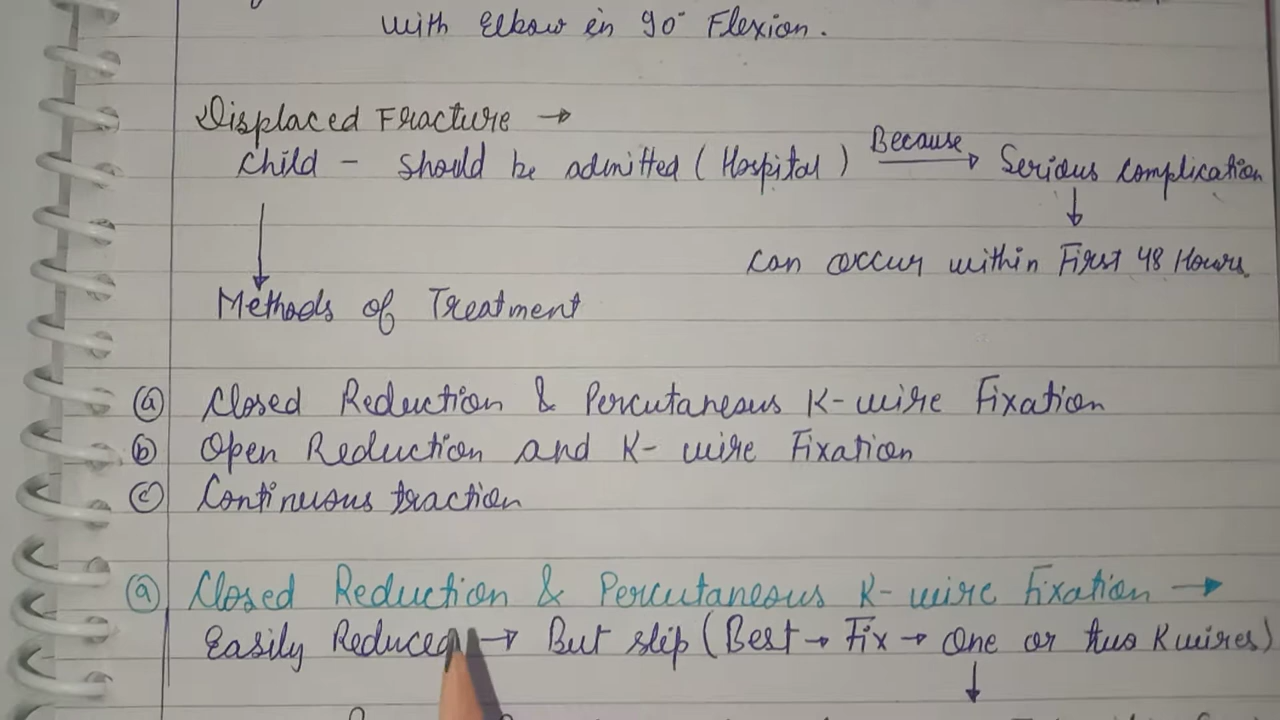 with Elbow in 90° Flexion.
Displaced Fracture →
Child - should be admitted (Hospital) Because → Serious complication
↓
can occur within First 48 Hours.
↓
Methods of Treatment
(a) Closed Reduction & Percutaneous K-wire Fixation
(b) Open Reduction and K-wire Fixation
(c) Continuous traction
(a) Closed Reduction & Percutaneous K-wire Fixation →
Easily Reduced → But slip (Best → Fix → One or two K wires)
↓